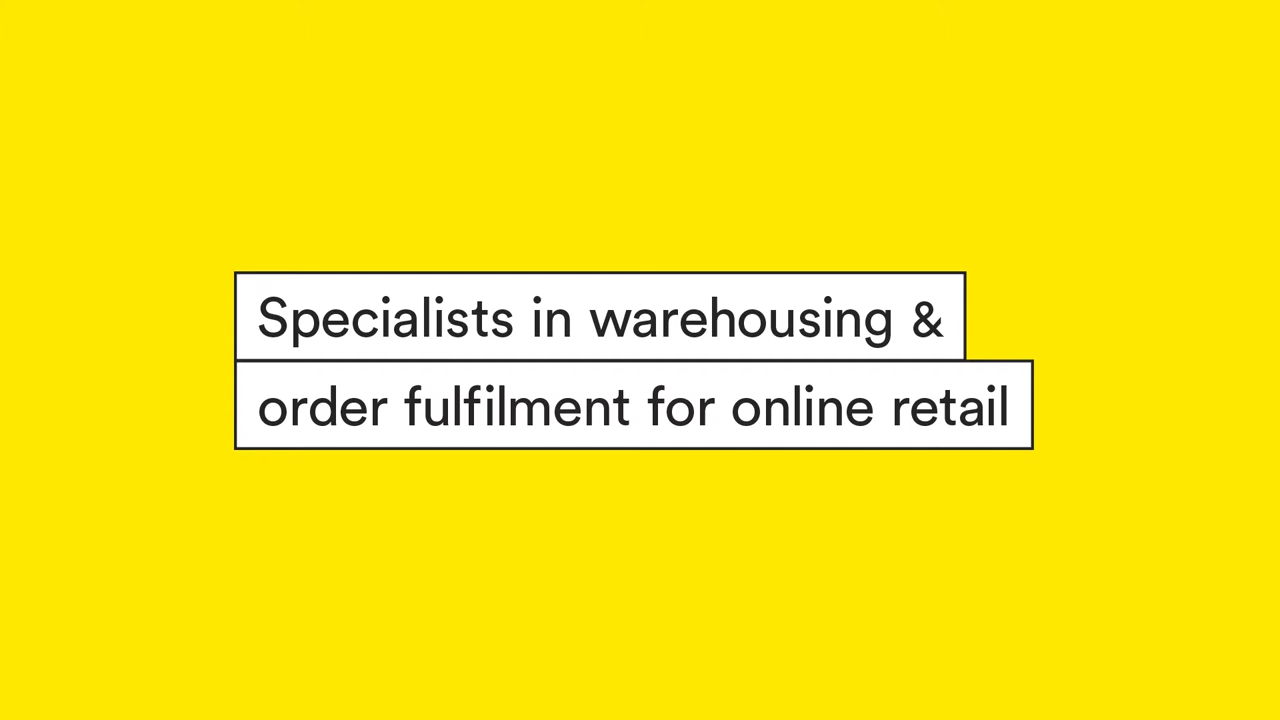 Specialists in warehousing &
order fulfilment for online retail